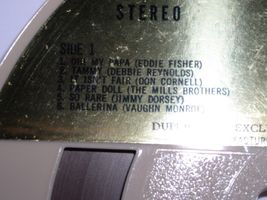 STEREO
SIDE 1
1. OH! MY PAPA (EDDIE FISHER)
2. TAMMY (DEBBIE REYNOLDS)
3. IT ISN'T FAIR (DON CORNELL)
4. PAPER DOLL (THE MILLS BROTHERS)
5. SO RARE (JIMMY DORSEY)
6. BALLERINA (VAUGHN MONROE)
EXCL